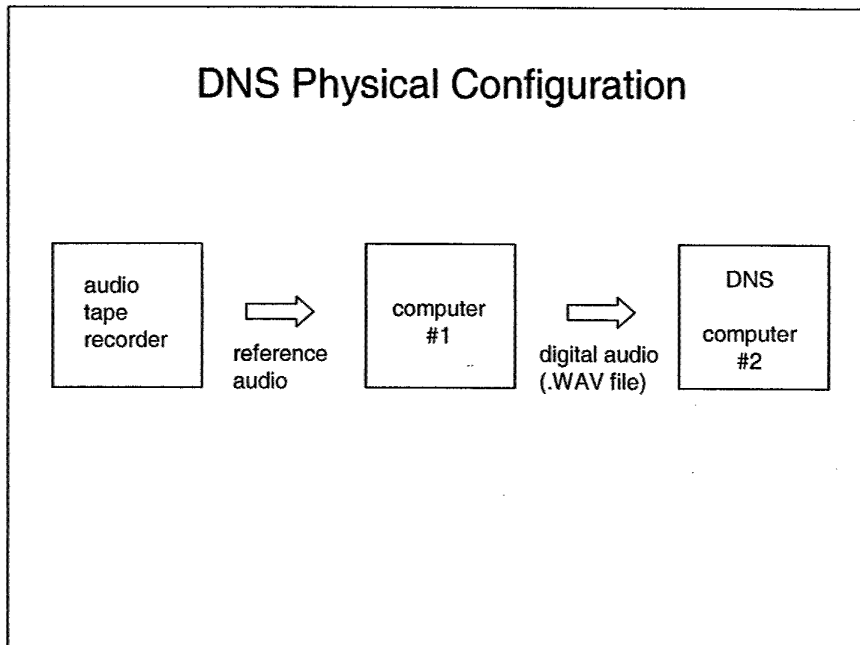 DNS Physical Configuration
audio
tape
recorder
reference
audio
computer
#1
digital audio
(.WAV file)
DNS
computer
#2